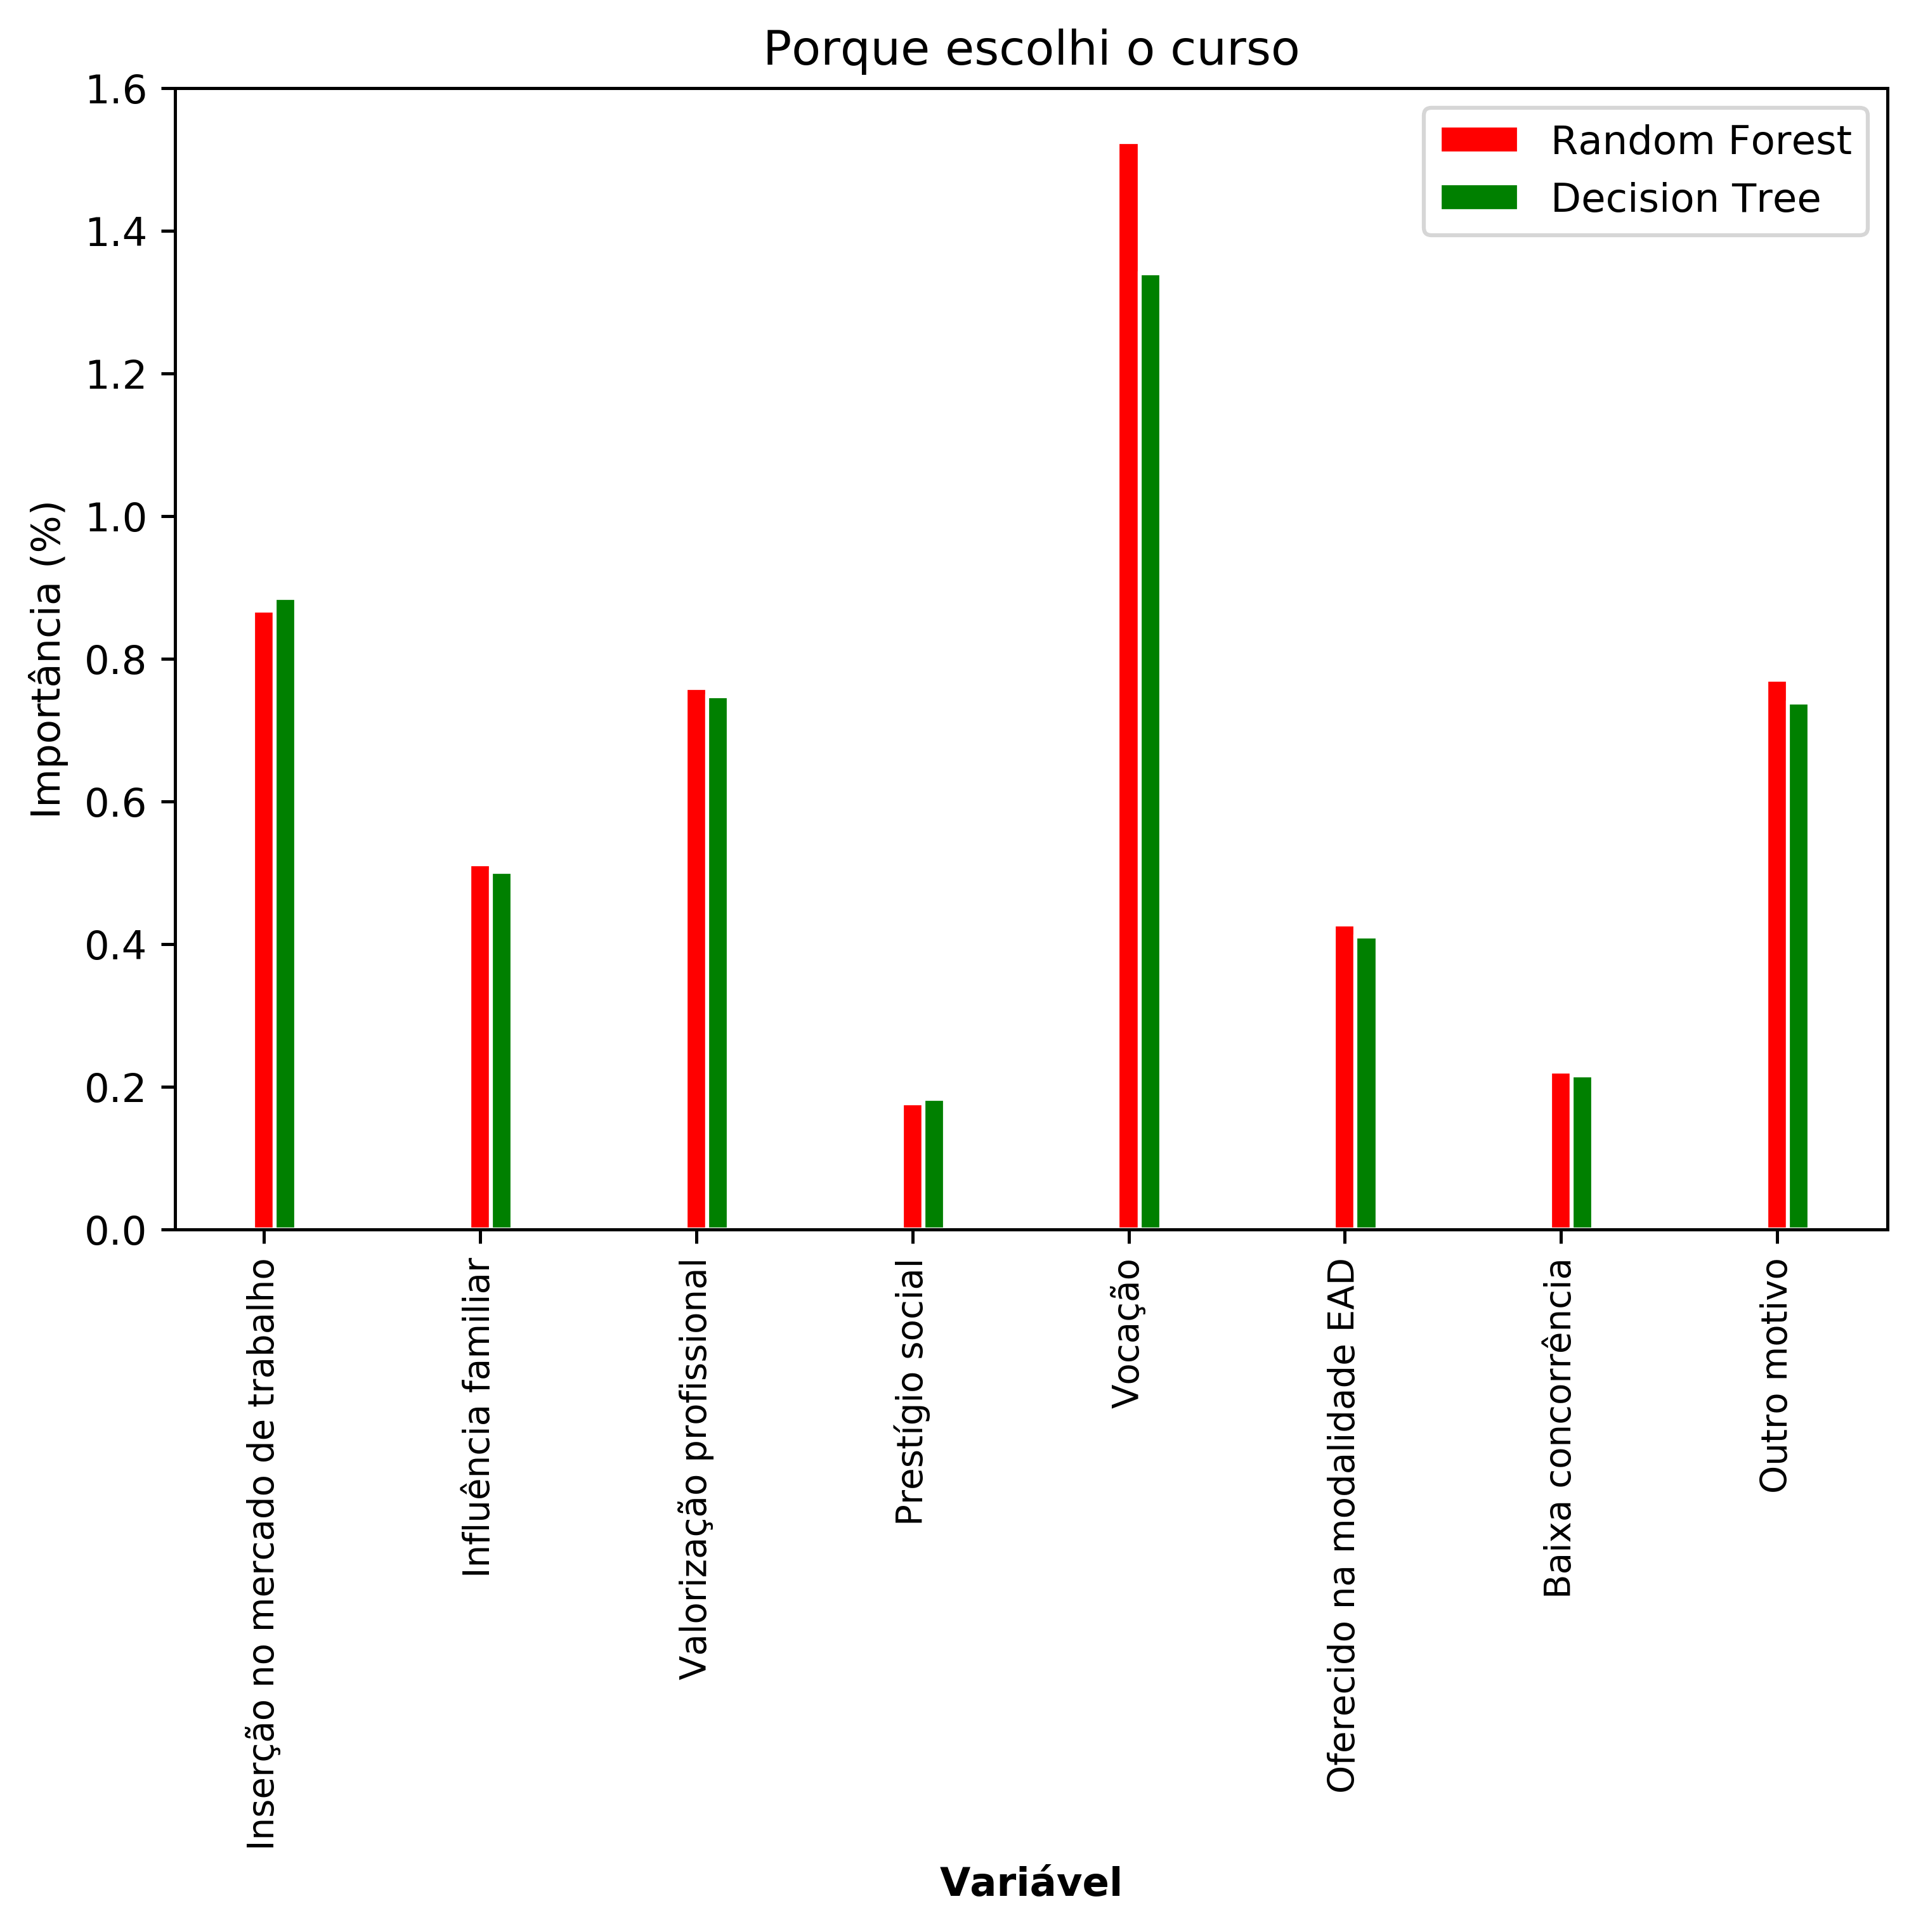 Porque escolhi o curso
Random Forest
Decision Tree
Importância (%)
1.6
1.4
1.2
1.0
0.8
0.6
0.4
0.2
0.0
Inserção no mercado de trabalho
Influência familiar
Valorização profissional
Prestígio social
Vocação
Oferecido na modalidade EAD
Baixa concorrência
Outro motivo
Variável